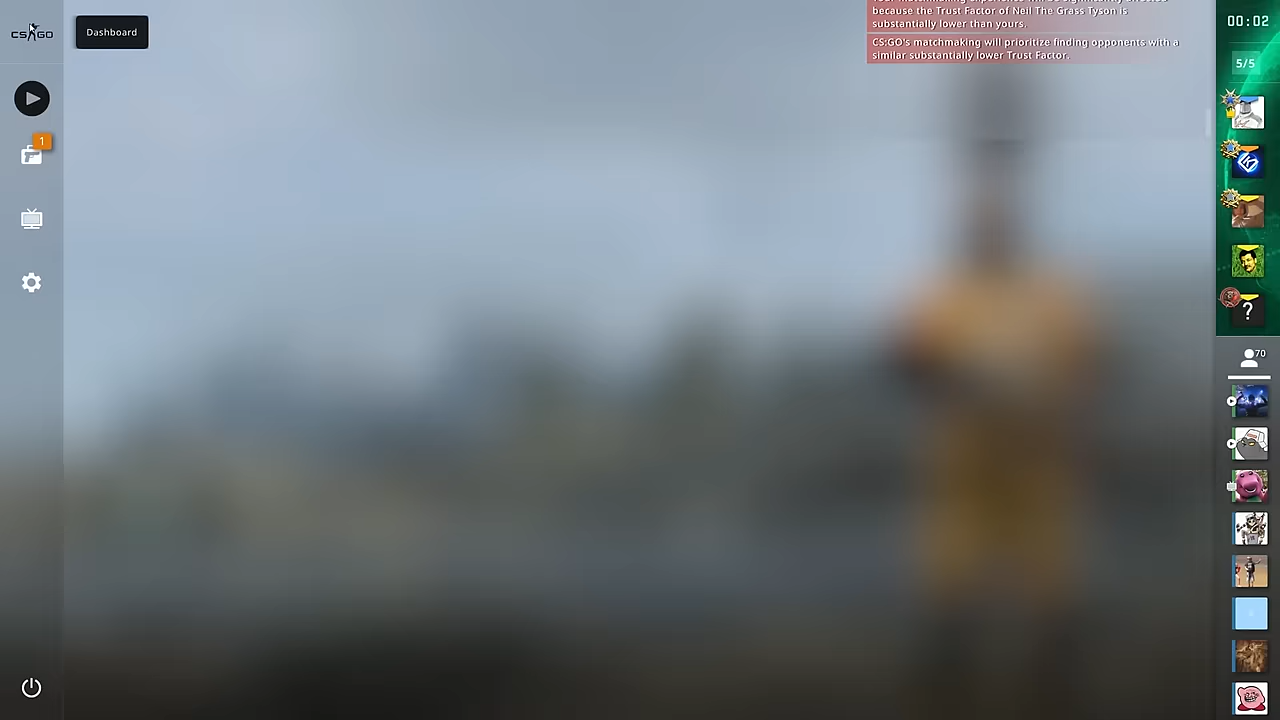 CS:GO
Dashboard
because the Trust Factor of Neil The Grass Tyson is
substantially lower than yours.
CS:GO's matchmaking will prioritize finding opponents with a
similar substantially lower Trust Factor.
00:02
5/5
1
?
70